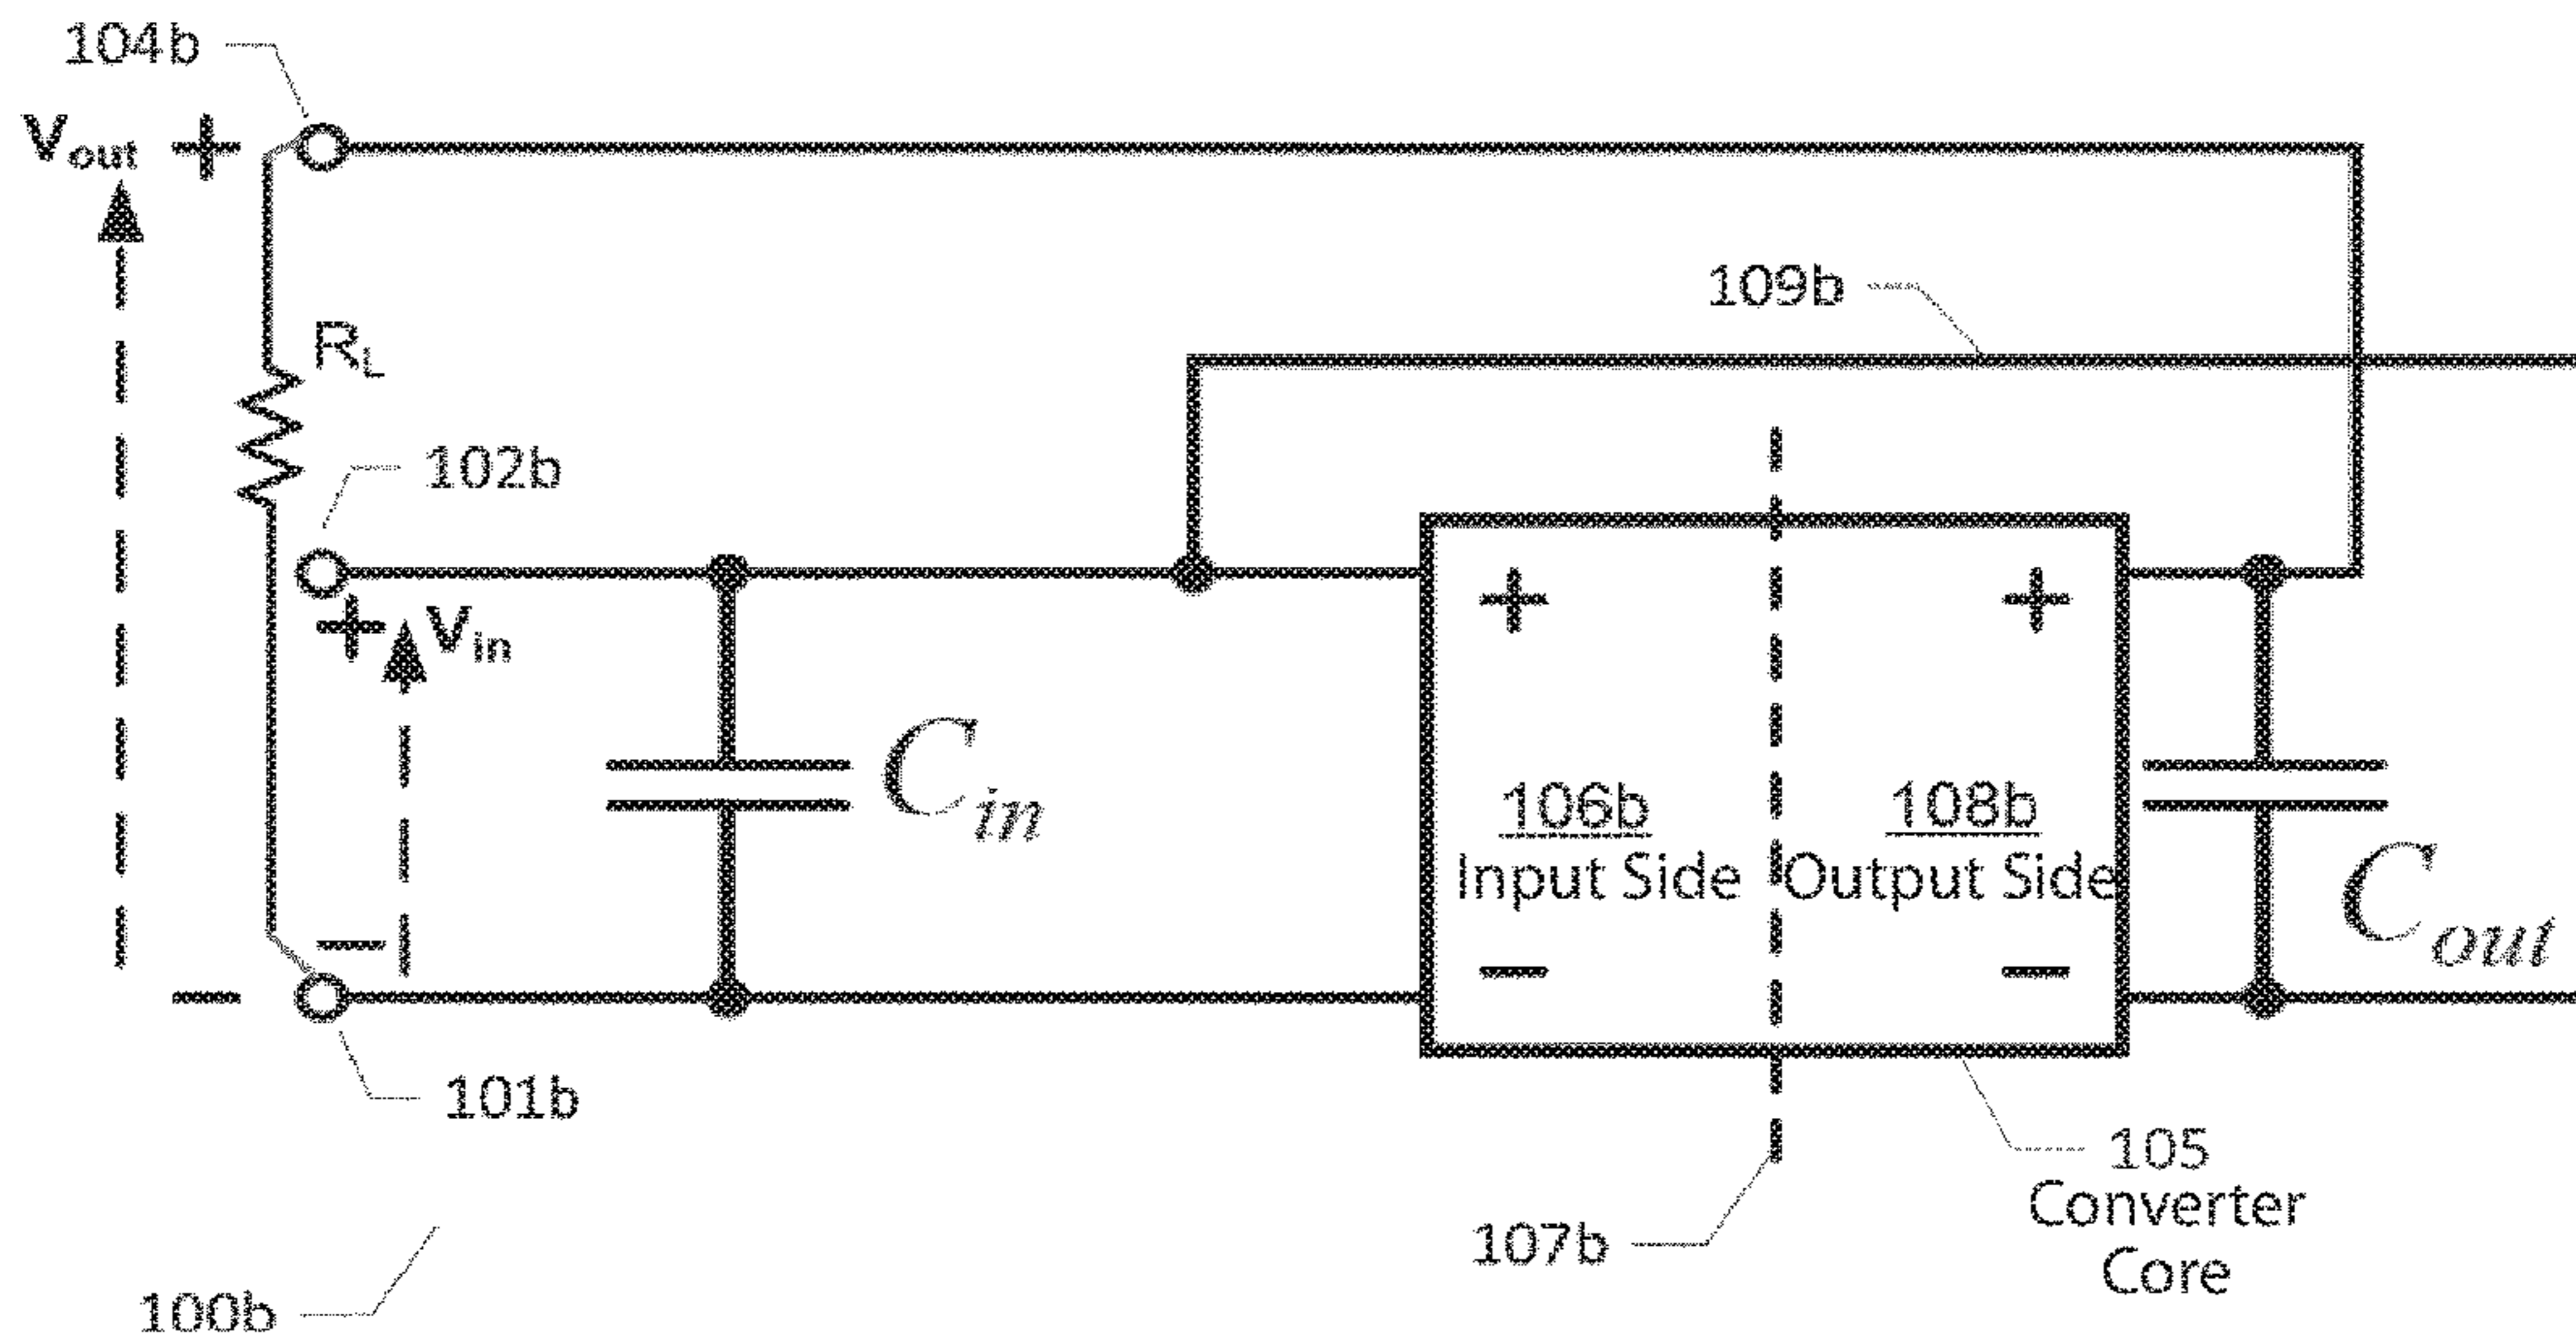 104b
Vout +
109b
RL
102b
+ Vin
+ +
Cin
106b 108b
Input Side Output Side
Cout
− − −
−
101b
105
Converter
Core
107b
100b